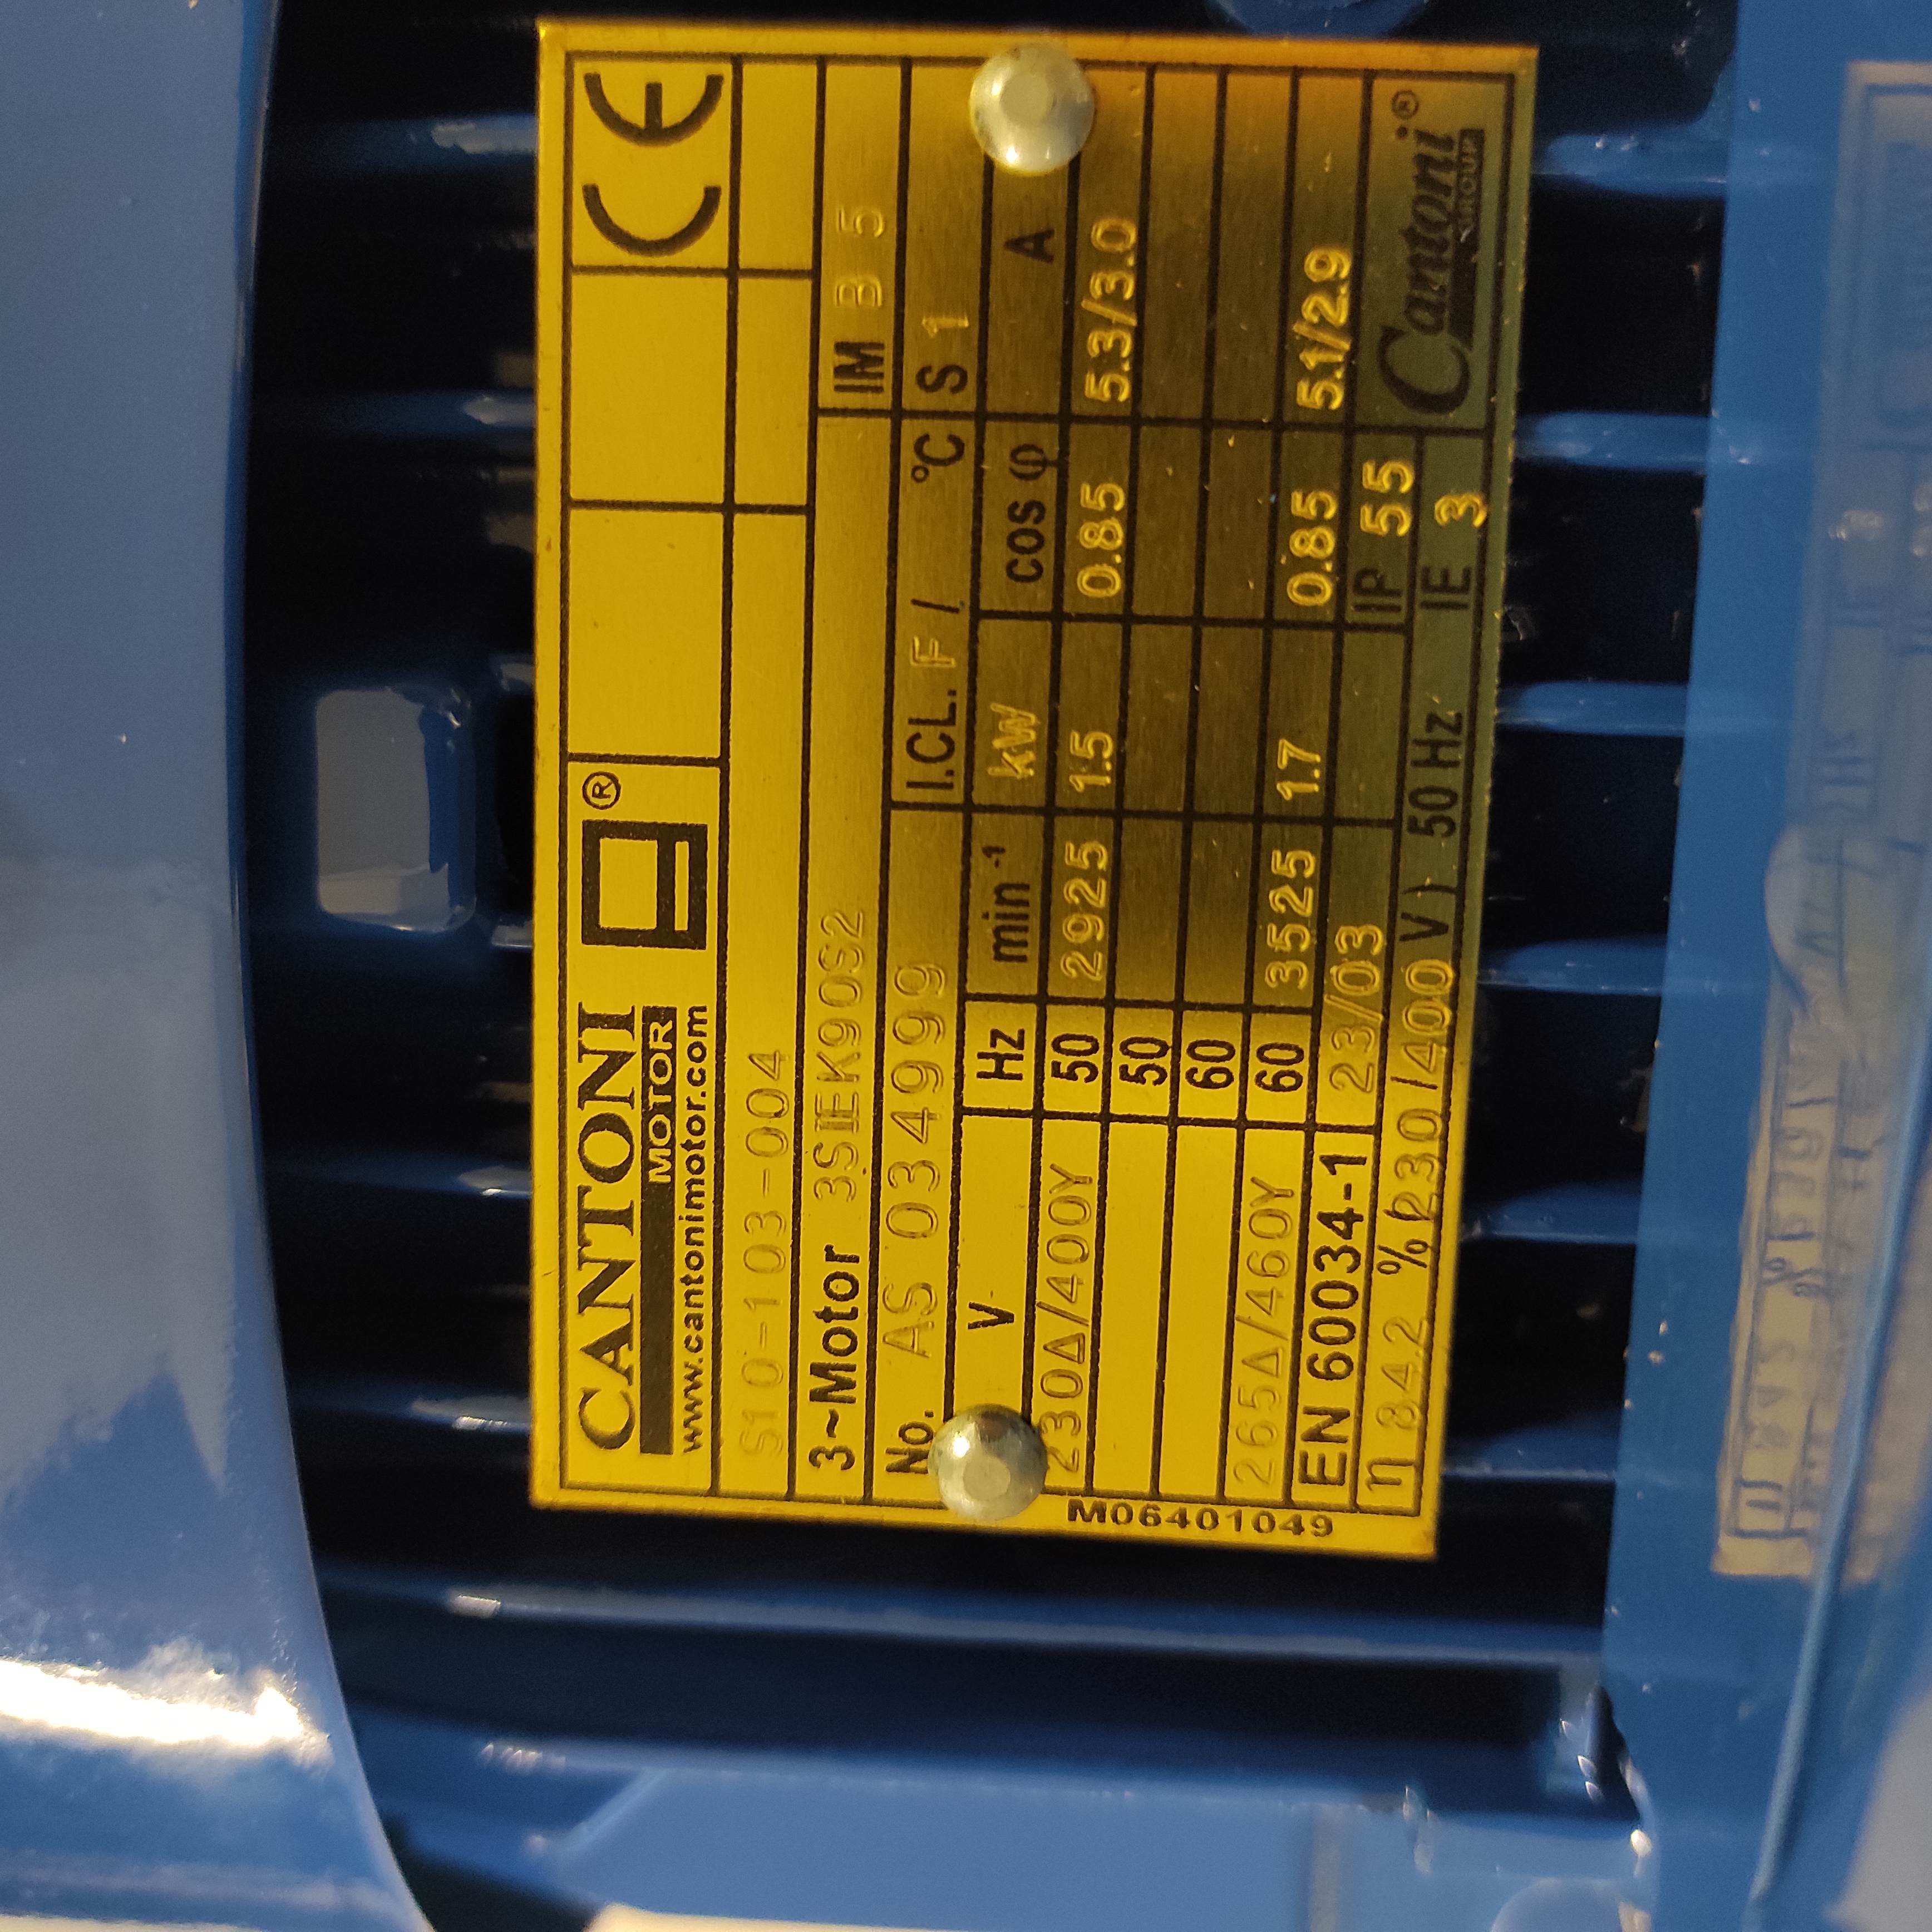 CANTONI ® CE
MOTOR
www.cantonimotor.com
S10-103-004
3~Motor 3SIEK90S2 IM B 5
No. AS 034999 I.CL. F / °C S 1
V Hz min⁻¹ kW cos φ A
230Δ/400Y 50 2925 1.5 0.85 5.3/3.0
50
60
265Δ/460Y 60 3525 1.7 0.85 5.1/2.9
EN 60034-1 23/03 IP 55
η 84.2 % (230/400 V) 50 Hz IE 3
Cantoni®
GROUP
M06401049